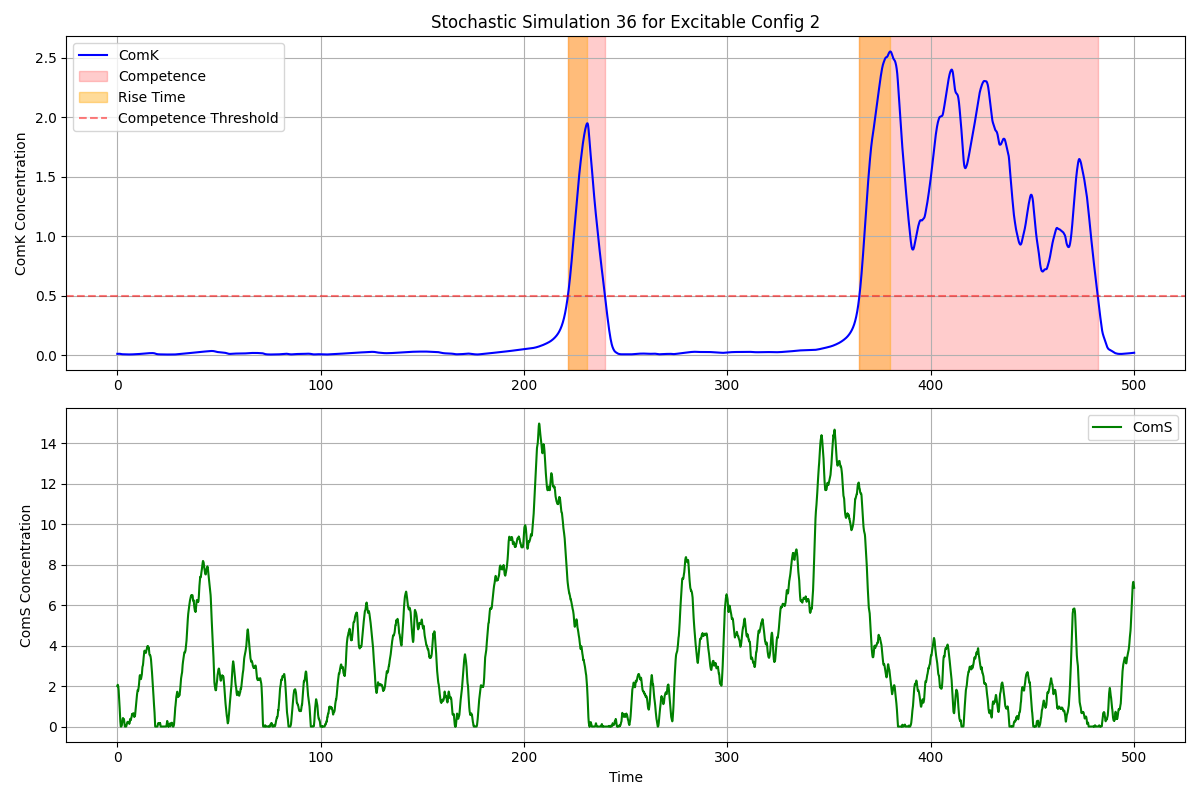 Stochastic Simulation 36 for Excitable Config 2
ComK
Competence
Rise Time
Competence Threshold
ComK Concentration
2.5
2.0
1.5
1.0
0.5
0.0
0 100 200 300 400 500
ComS
ComS Concentration
14
12
10
8
6
4
2
0
0 100 200 300 400 500
Time